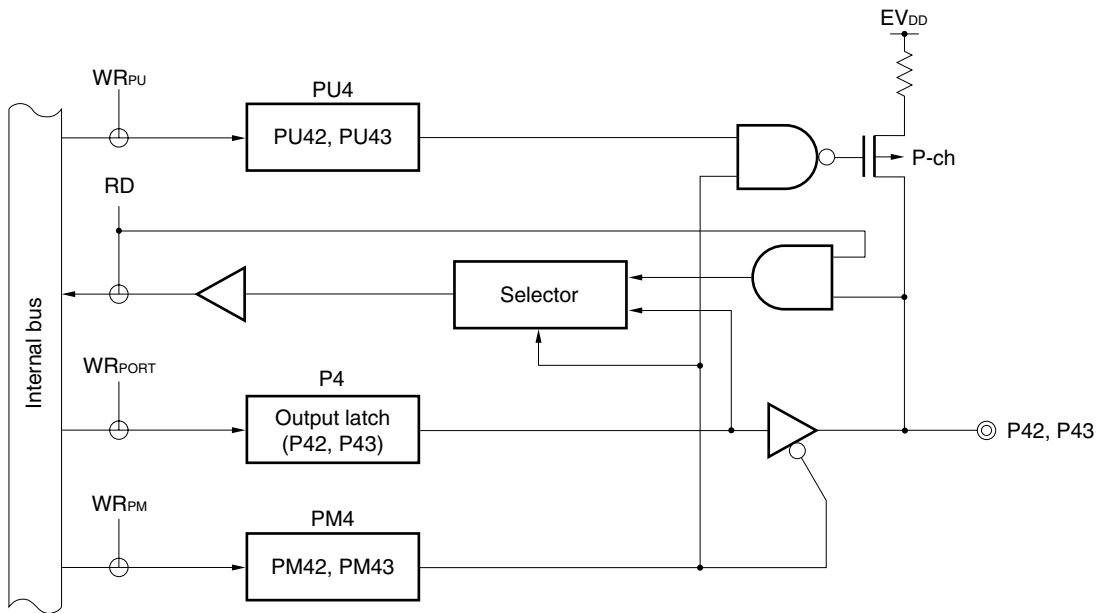 EVDD
WRPU
PU4
PU42, PU43
P-ch
RD
Selector
Internal bus
WRPORT
P4
Output latch
(P42, P43)
P42, P43
WRPM
PM4
PM42, PM43